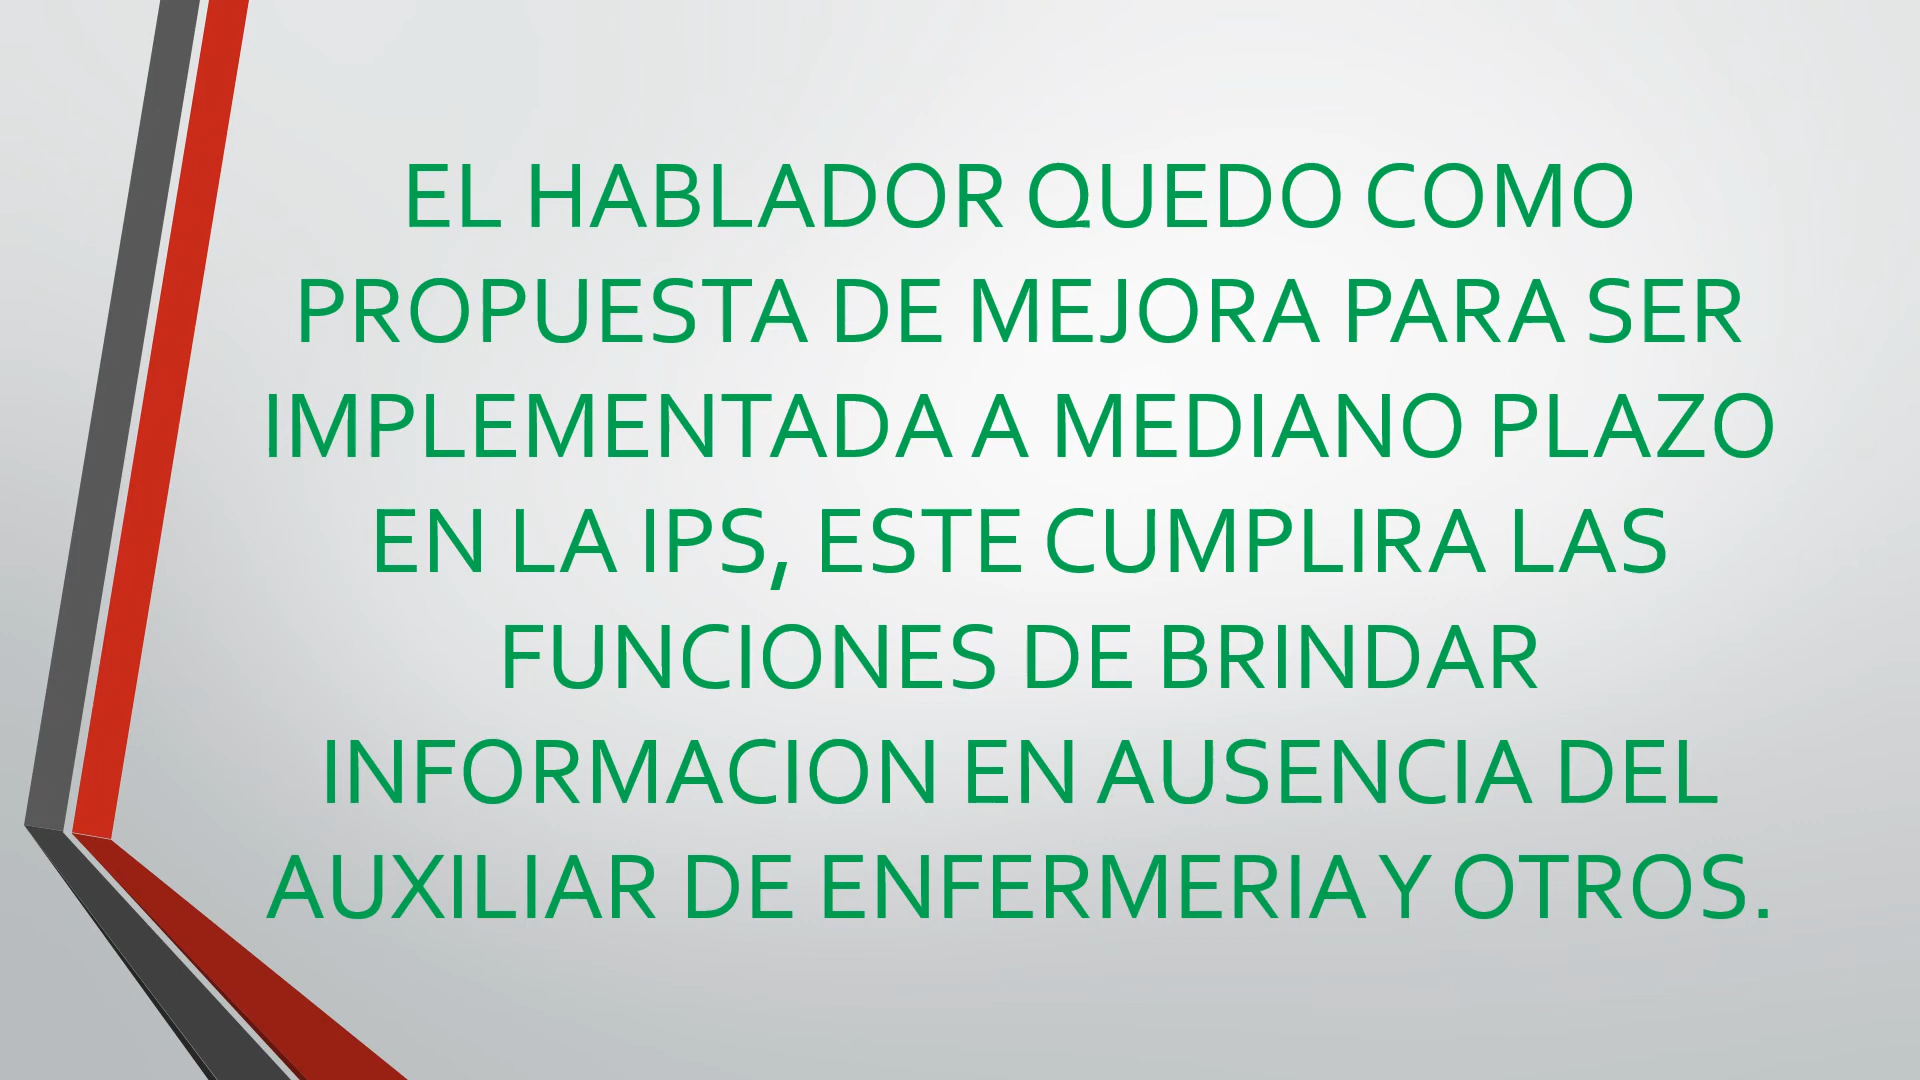 EL HABLADOR QUEDO COMO
PROPUESTA DE MEJORA PARA SER
IMPLEMENTADA A MEDIANO PLAZO
EN LA IPS, ESTE CUMPLIRA LAS
FUNCIONES DE BRINDAR
INFORMACION EN AUSENCIA DEL
AUXILIAR DE ENFERMERIA Y OTROS.